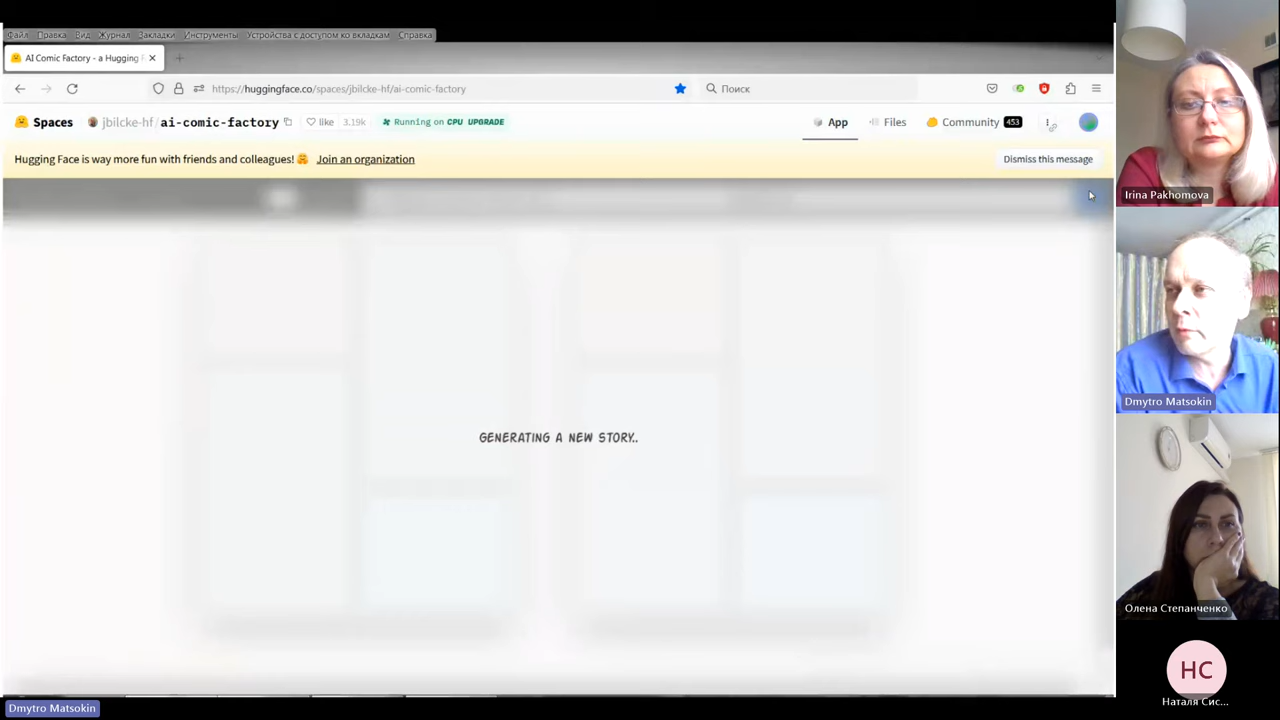 Файл Правка Вид Журнал Закладки Инструменты Устройства с доступом ко вкладкам Справка
AI Comic Factory - a Hugging F
https://huggingface.co/spaces/jbilcke-hf/ai-comic-factory
Поиск
Spaces jbilcke-hf/ai-comic-factory like 3.19k Running on CPU UPGRADE App Files Community 453
Hugging Face is way more fun with friends and colleagues! Join an organization Dismiss this message
GENERATING A NEW STORY..
Irina Pakhomova
Dmytro Matsokin
Олена Степанченко
НС
Наталя Сис...
Dmytro Matsokin